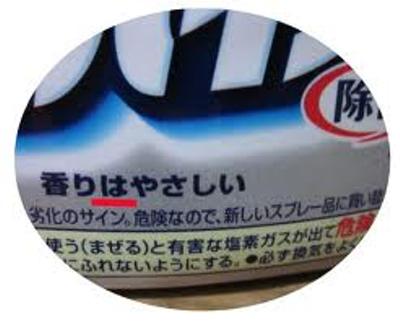 除
香りはやさしい
劣化のサイン。危険なので、新しいスプレー品に買い
使う(まぜる)と有害な塩素ガスが出て危険
にふれないようにする。●必ず換気をよく